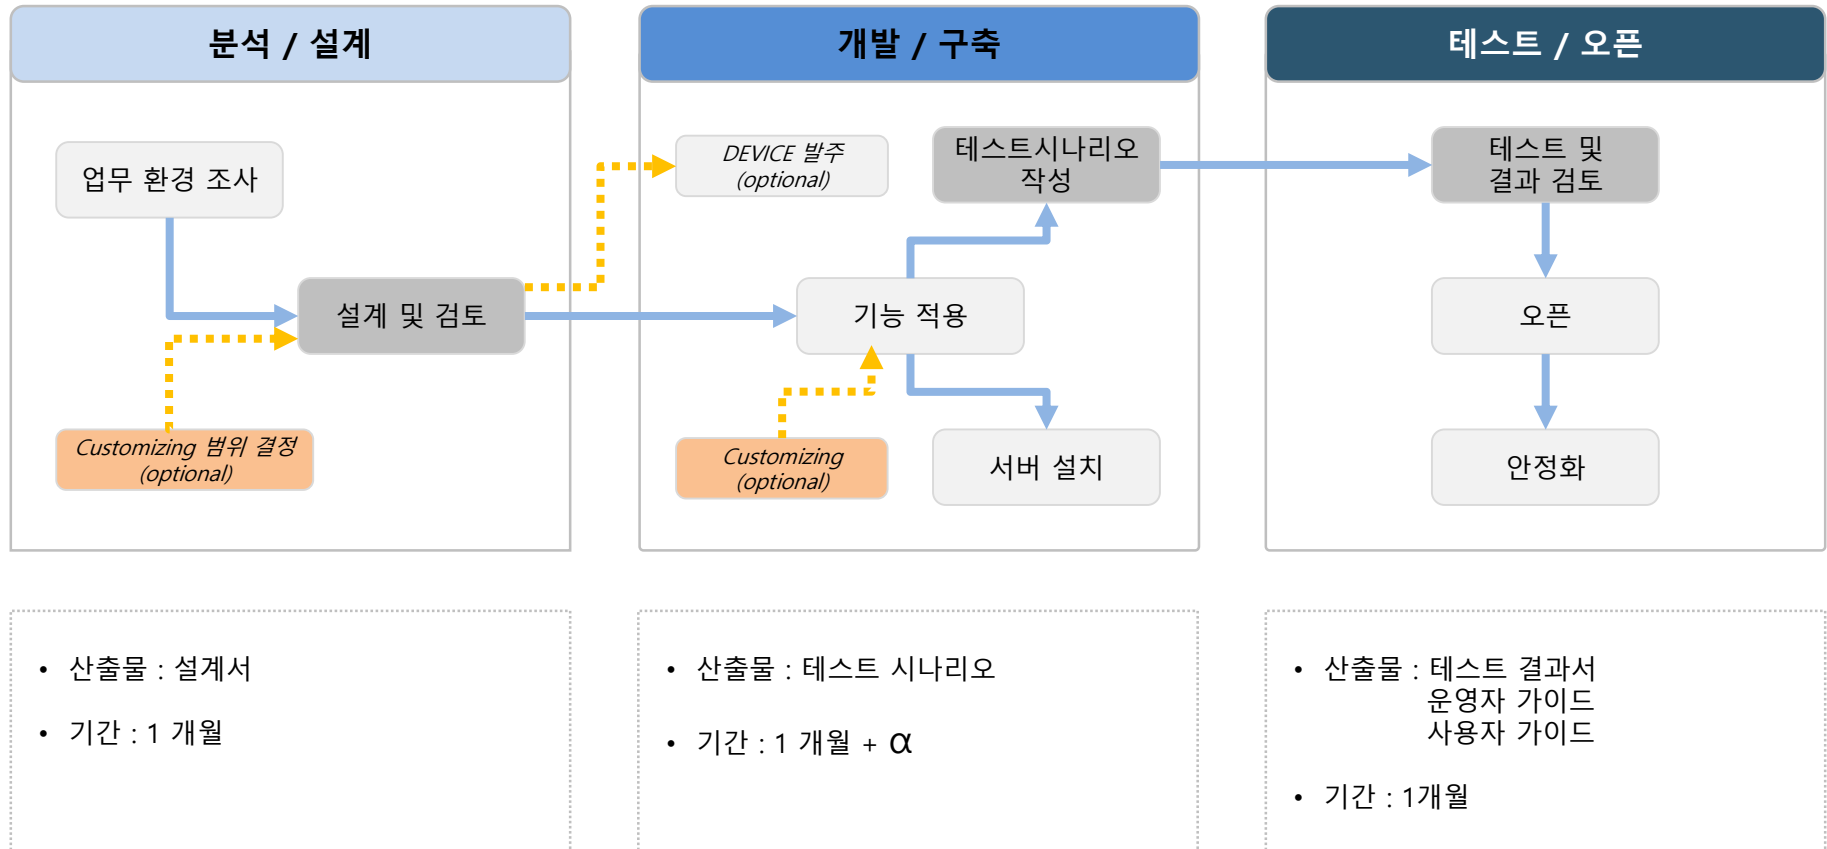 분석 / 설계
업무 환경 조사
설계 및 검토
Customizing 범위 결정
(optional)
개발 / 구축
DEVICE 발주
(optional)
테스트시나리오
작성
기능 적용
Customizing
(optional)
서버 설치
테스트 / 오픈
테스트 및
결과 검토
오픈
안정화
• 산출물 : 설계서
• 기간 : 1 개월
• 산출물 : 테스트 시나리오
• 기간 : 1 개월 + α
• 산출물 : 테스트 결과서
운영자 가이드
사용자 가이드
• 기간 : 1개월